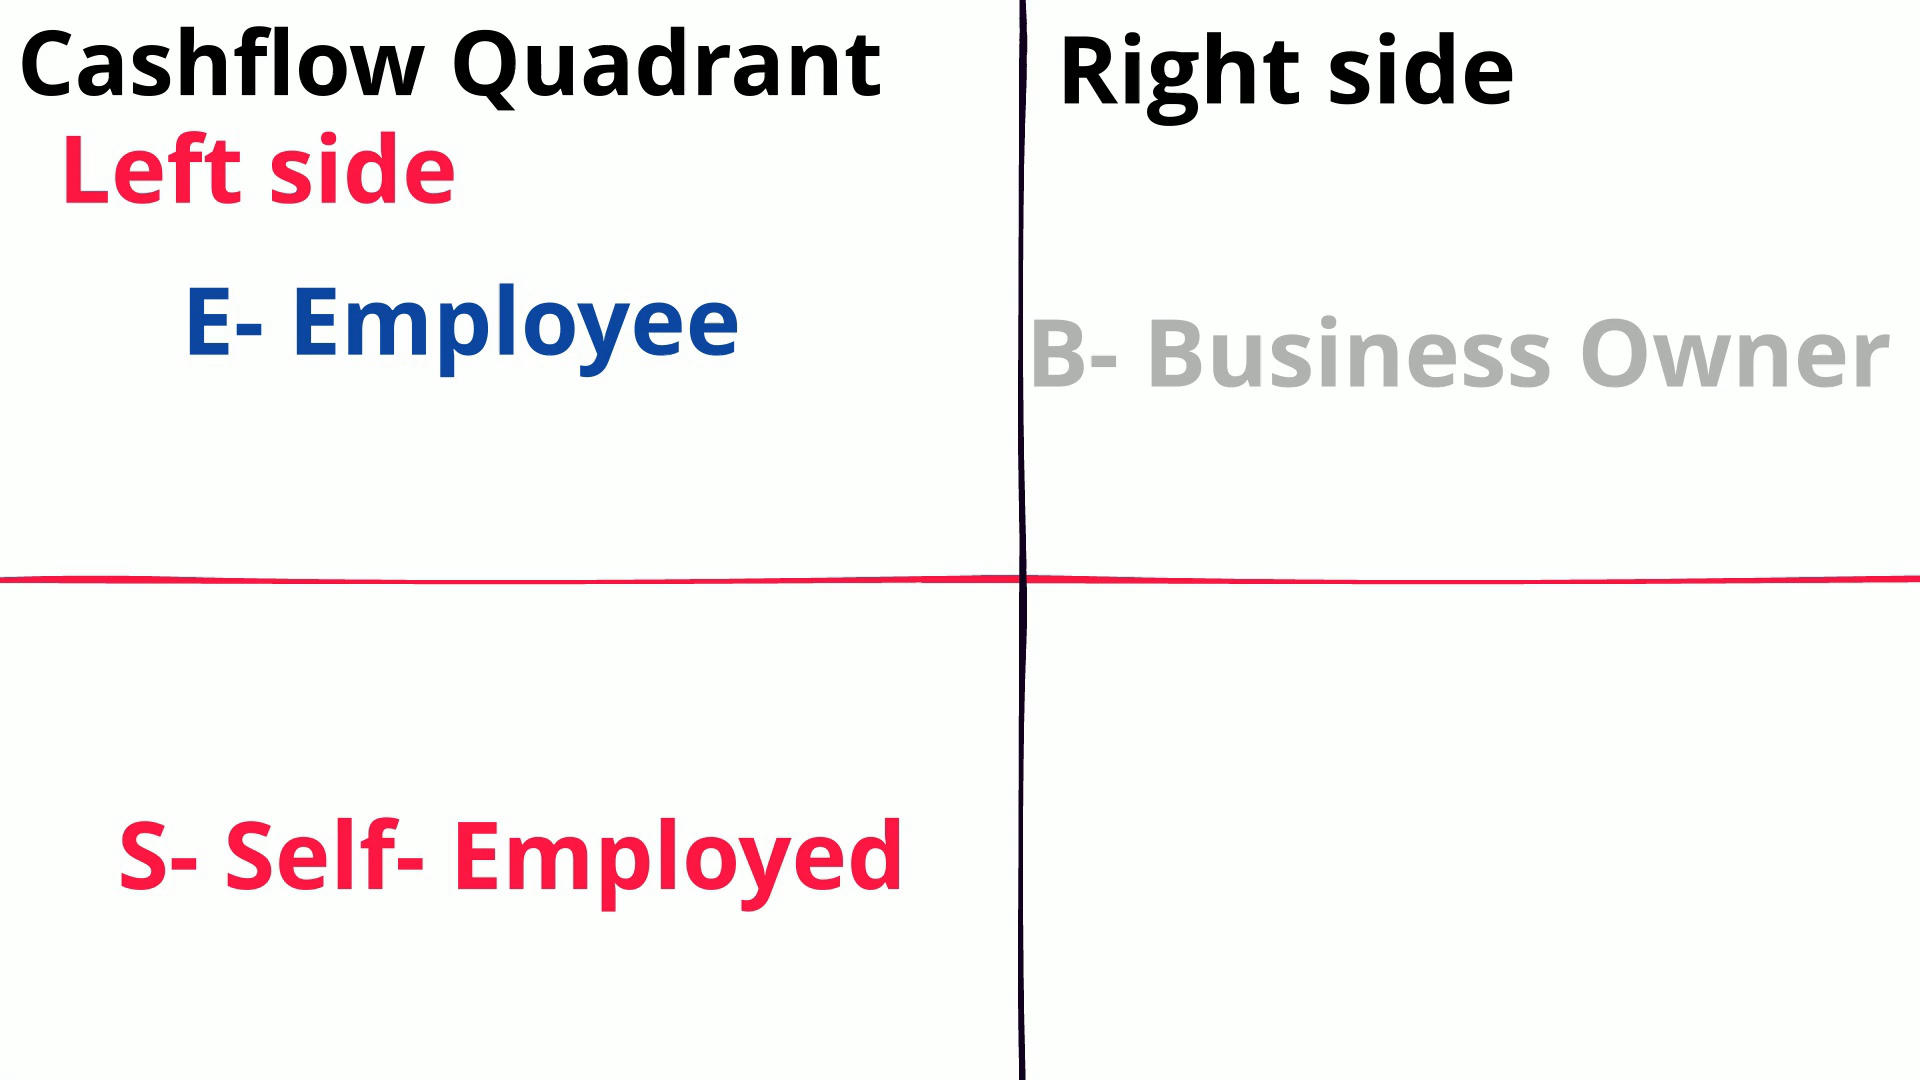 Cashflow Quadrant
Left side
E- Employee
S- Self- Employed
Right side
B- Business Owner